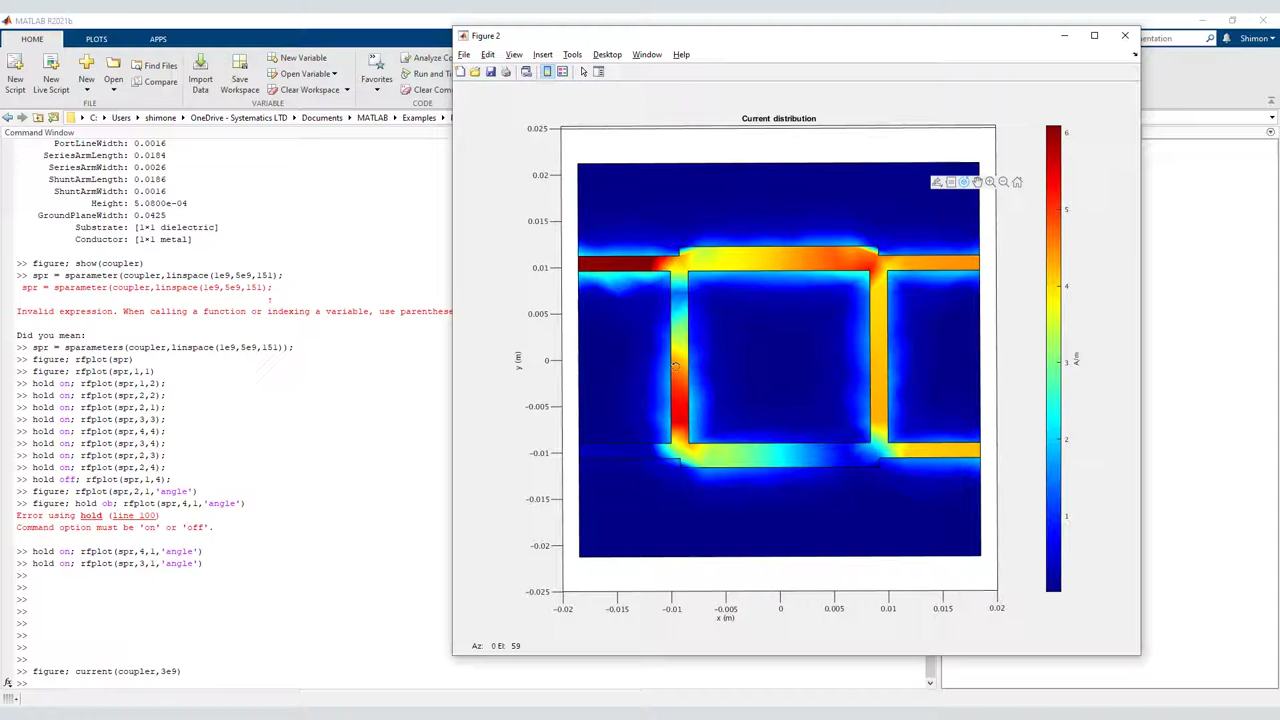 MATLAB R2021b
HOME PLOTS APPS
entation
Shimon
New Script
New Live Script
New
Open
Find Files
Compare
Import Data
Save Workspace
New Variable
Open Variable
Clear Workspace
Favorites
Analyze Co
Run and Ti
Clear Com
FILE VARIABLE CODE
C: Users shimone OneDrive - Systematics LTD Documents MATLAB Examples
Command Window
PortLineWidth: 0.0016
SeriesArmLength: 0.0184
SeriesArmWidth: 0.0026
ShuntArmLength: 0.0186
ShuntArmWidth: 0.0016
Height: 5.0800e-04
GroundPlaneWidth: 0.0425
Substrate: [1×1 dielectric]
Conductor: [1×1 metal]
>> figure; show(coupler)
>> spr = sparameter(coupler,linspace(1e9,5e9,151);
spr = sparameter(coupler,linspace(1e9,5e9,151);
↑
Invalid expression. When calling a function or indexing a variable, use parenthese
Did you mean:
>> spr = sparameters(coupler,linspace(1e9,5e9,151));
>> figure; rfplot(spr)
>> figure; rfplot(spr,1,1)
>> hold on; rfplot(spr,1,2);
>> hold on; rfplot(spr,2,2);
>> hold on; rfplot(spr,2,1);
>> hold on; rfplot(spr,3,3);
>> hold on; rfplot(spr,4,4);
>> hold on; rfplot(spr,3,4);
>> hold on; rfplot(spr,2,3);
>> hold on; rfplot(spr,2,4);
>> hold off; rfplot(spr,1,4);
>> figure; rfplot(spr,2,1,'angle')
>> figure; hold ob; rfplot(spr,4,1,'angle')
Error using hold (line 100)
Command option must be 'on' or 'off'.
>> hold on; rfplot(spr,4,1,'angle')
>> hold on; rfplot(spr,3,1,'angle')
>>
>>
>>
>>
>>
>>
>>
>>
>> figure; current(coupler,3e9)
fx >>
Figure 2
File Edit View Insert Tools Desktop Window Help
Current distribution
0.025
0.02
0.015
0.01
0.005
0
-0.005
-0.01
-0.015
-0.02
-0.025
y (m)
-0.02 -0.015 -0.01 -0.005 0 0.005 0.01 0.015 0.02
x (m)
6
5
4
3
2
1
A/m
Az: 0 El: 59